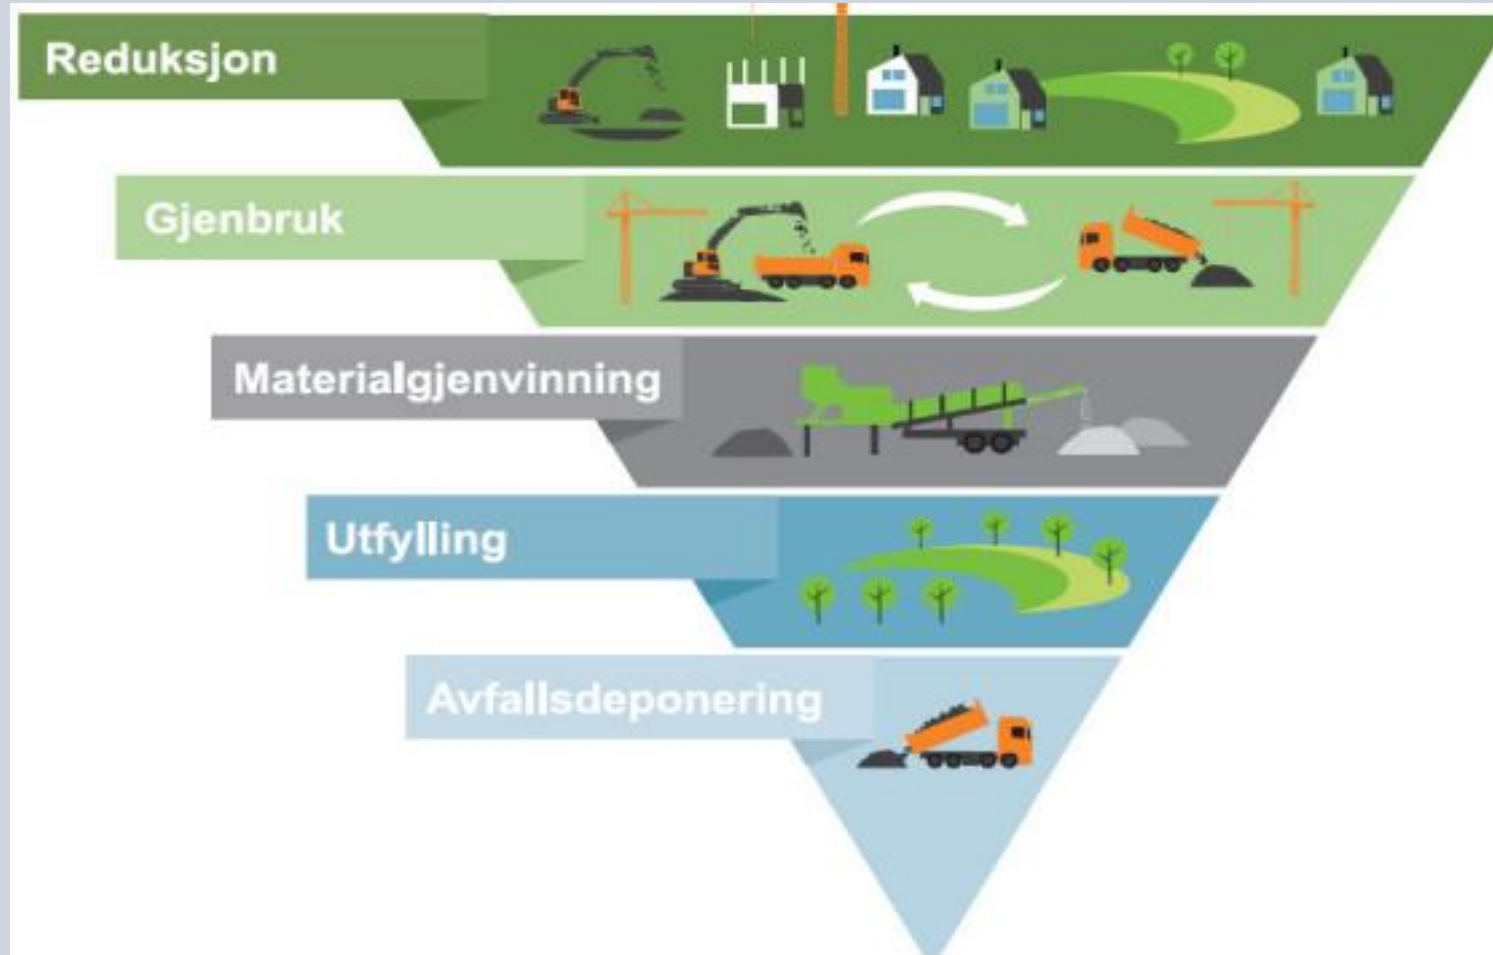 Reduksjon
Gjenbruk
Materialgjenvinning
Utfylling
Avfallsdeponering